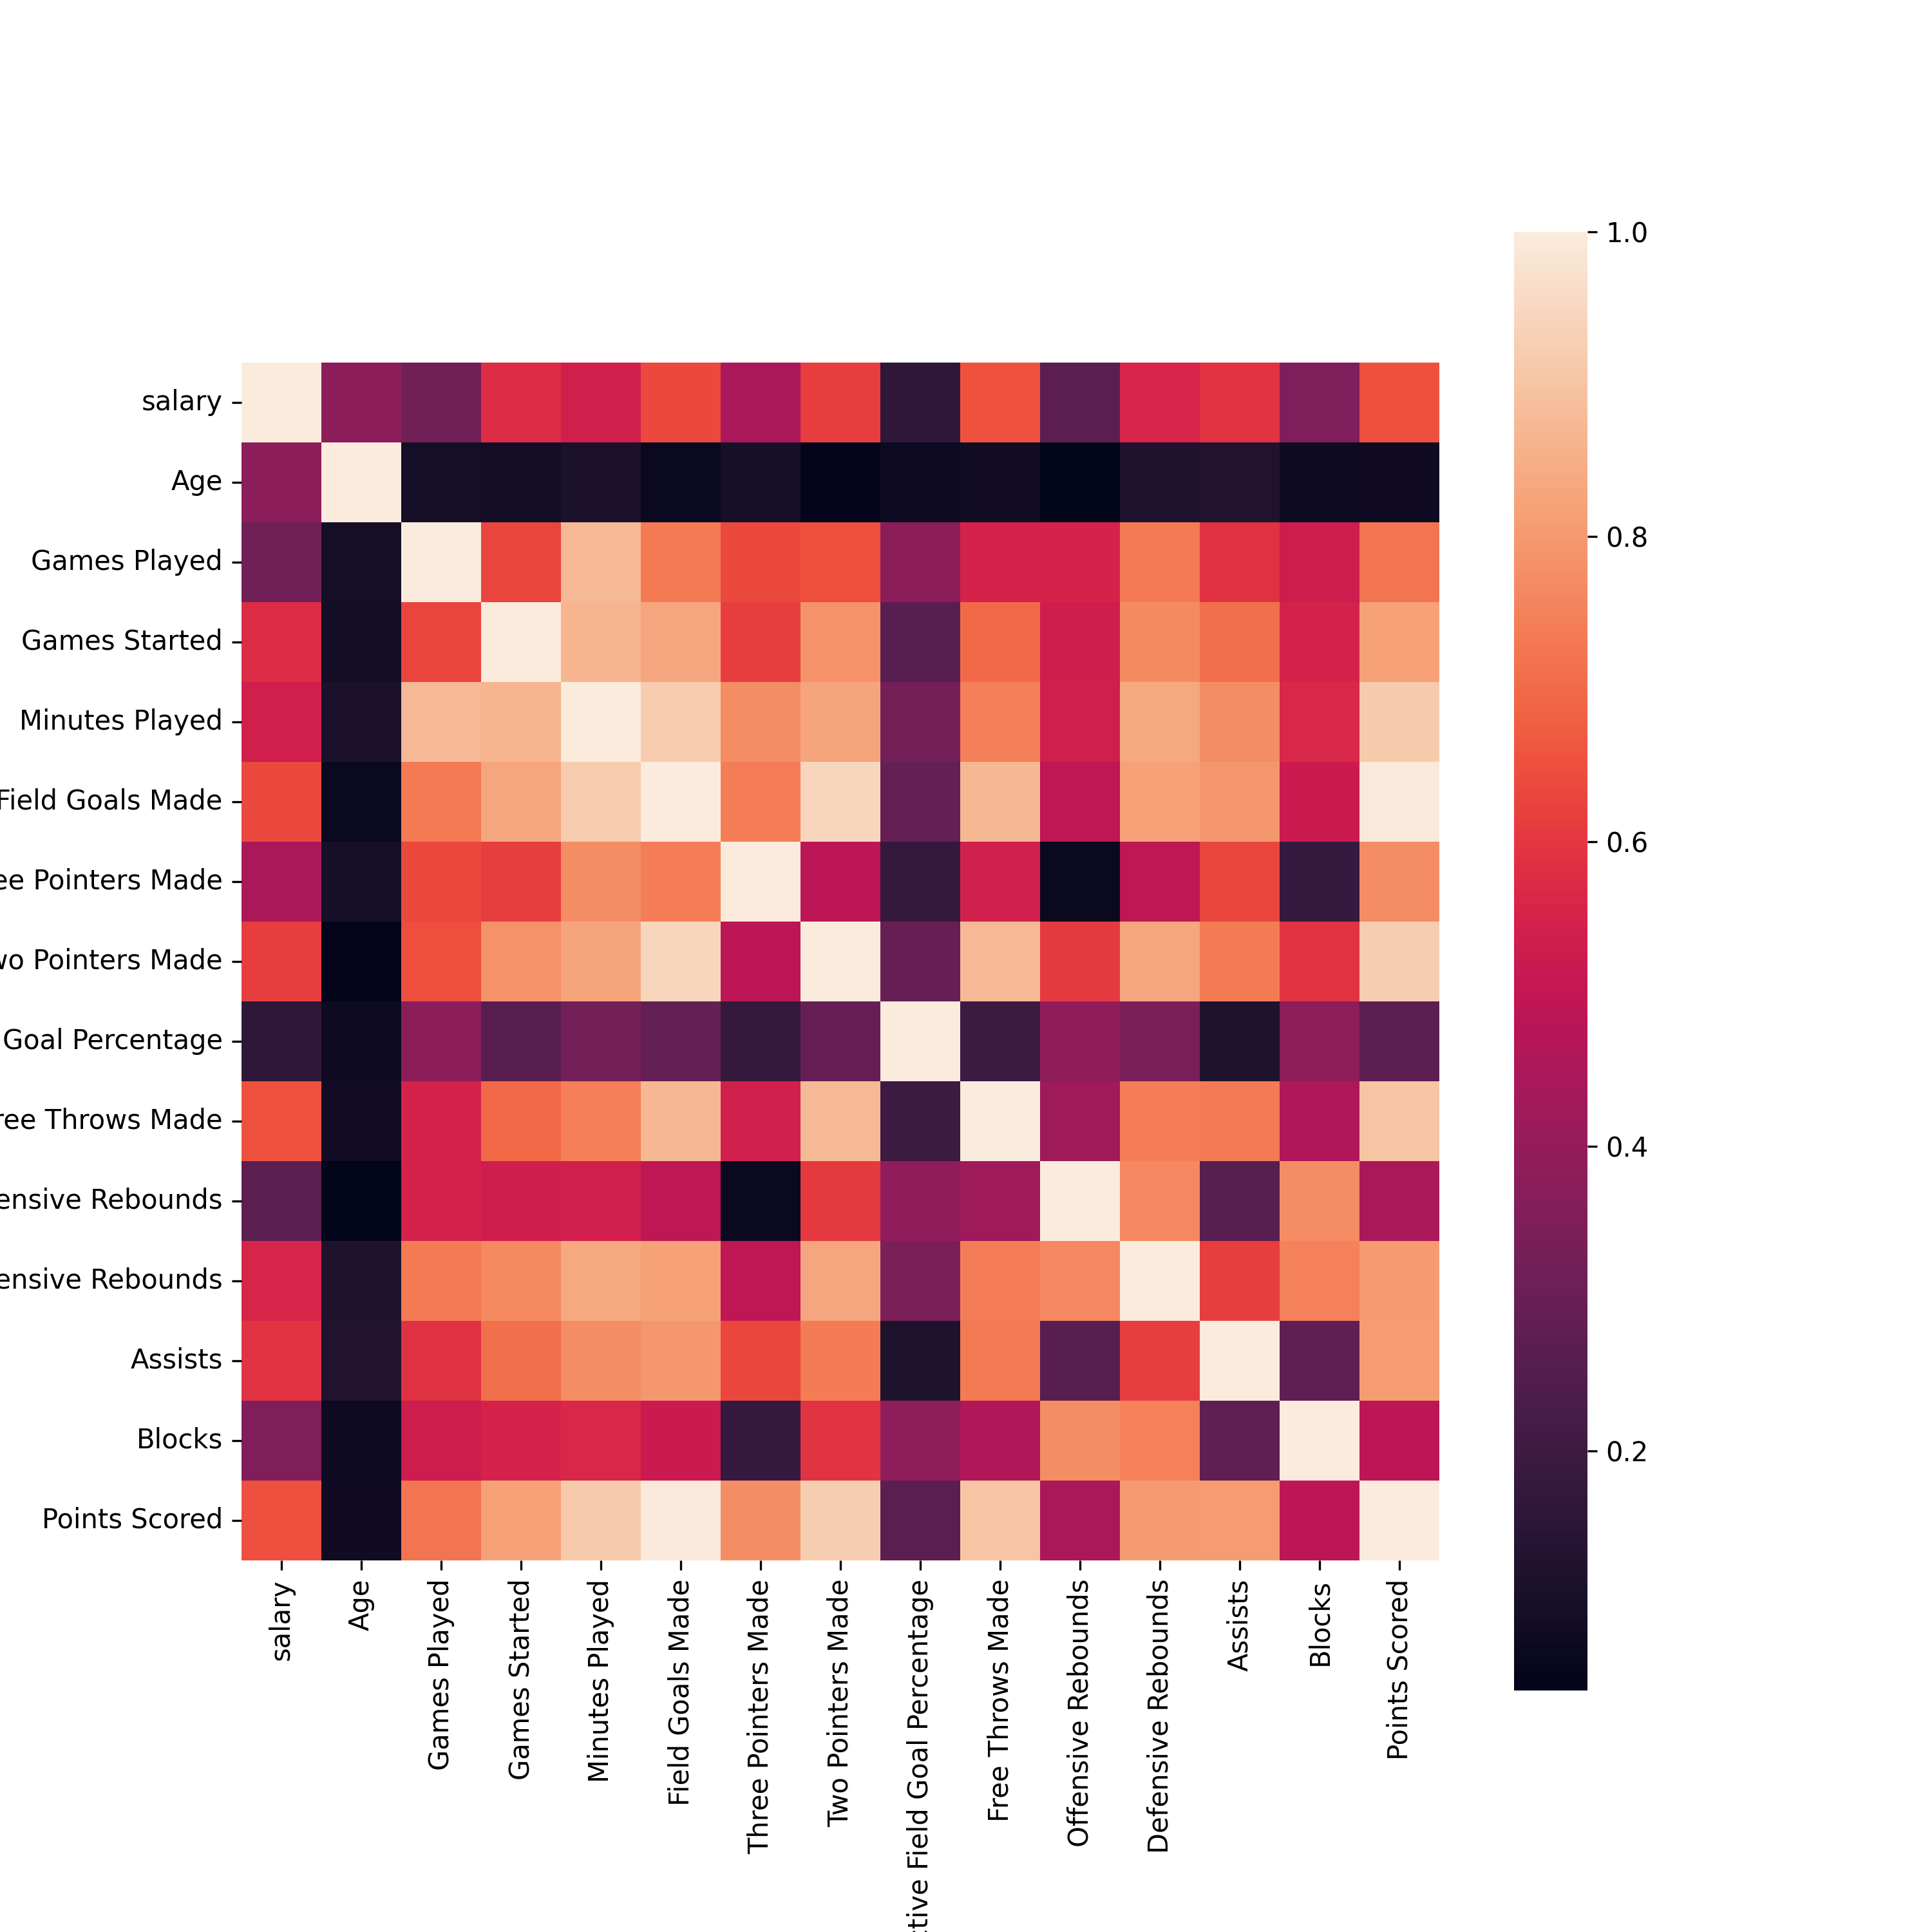 1.0
0.8
0.6
0.4
0.2
salary
Age
Games Played
Games Started
Minutes Played
Field Goals Made
ee Pointers Made
vo Pointers Made
Goal Percentage
ree Throws Made
ensive Rebounds
ensive Rebounds
Assists
Blocks
Points Scored
salary
Age
Games Played
Games Started
Minutes Played
Field Goals Made
Three Pointers Made
Two Pointers Made
ctive Field Goal Percentage
Free Throws Made
Offensive Rebounds
Defensive Rebounds
Assists
Blocks
Points Scored